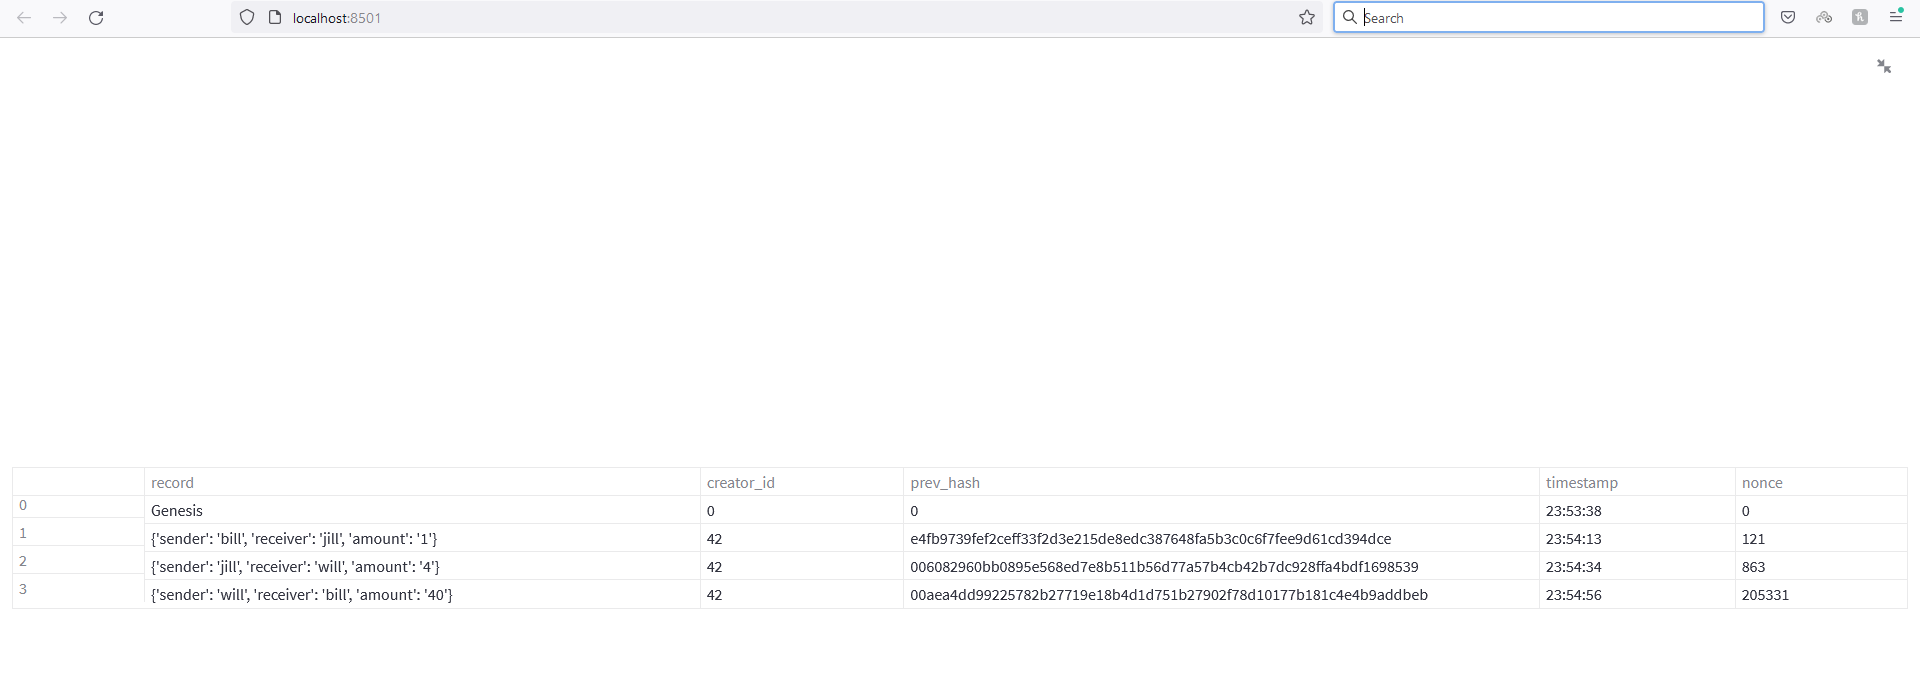 localhost:8501 Search
record creator_id prev_hash timestamp nonce
0 Genesis 0 0 23:53:38 0
1 {'sender': 'bill', 'receiver': 'jill', 'amount': '1'} 42 e4fb9739fef2ceff33f2d3e215de8edc387648fa5b3c0c6f7fee9d61cd394dce 23:54:13 121
2 {'sender': 'jill', 'receiver': 'will', 'amount': '4'} 42 006082960bb0895e568ed7e8b511b56d77a57b4cb42b7dc928ffa4bdf1698539 23:54:34 863
3 {'sender': 'will', 'receiver': 'bill', 'amount': '40'} 42 00aea4dd99225782b27719e18b4d1d751b27902f78d10177b181c4e4b9addbeb 23:54:56 205331